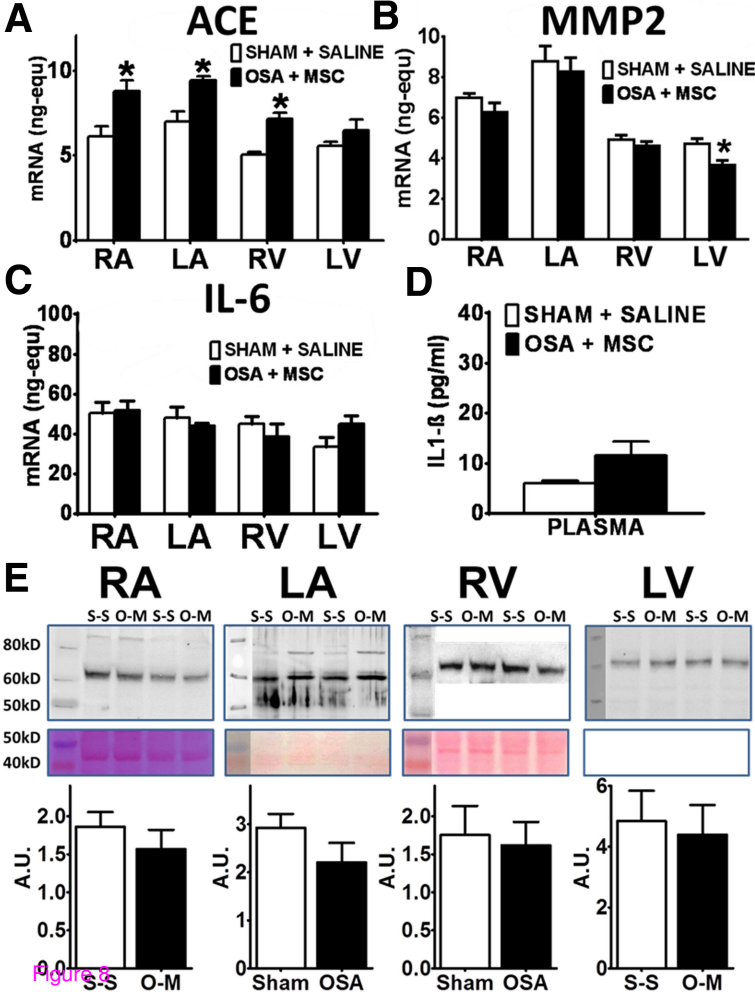 A
ACE
mRNA (ng-equ)
10
5
0
SHAM + SALINE
OSA + MSC
*
*
*
RA LA RV LV
B
MMP2
mRNA (ng-equ)
10
8
6
4
2
0
SHAM + SALINE
OSA + MSC
*
RA LA RV LV
C
IL-6
mRNA (ng-equ)
100
80
60
40
20
0
SHAM + SALINE
OSA + MSC
RA LA RV LV
D
IL1-ß (pg/ml)
40
30
20
10
0
SHAM + SALINE
OSA + MSC
PLASMA
E
RA LA RV LV
S-S O-M S-S O-M S-S O-M S-S O-M S-S O-M S-S O-M S-S O-M S-S O-M
80kD
60kD
50kD
50kD
40kD
A.U.
2.0
1.5
1.0
0.5
0.0
S-S O-M
A.U.
3
2
1
0
Sham OSA
A.U.
2.0
1.5
1.0
0.5
0.0
Sham OSA
A.U.
6
4
2
0
S-S O-M
Figure 8